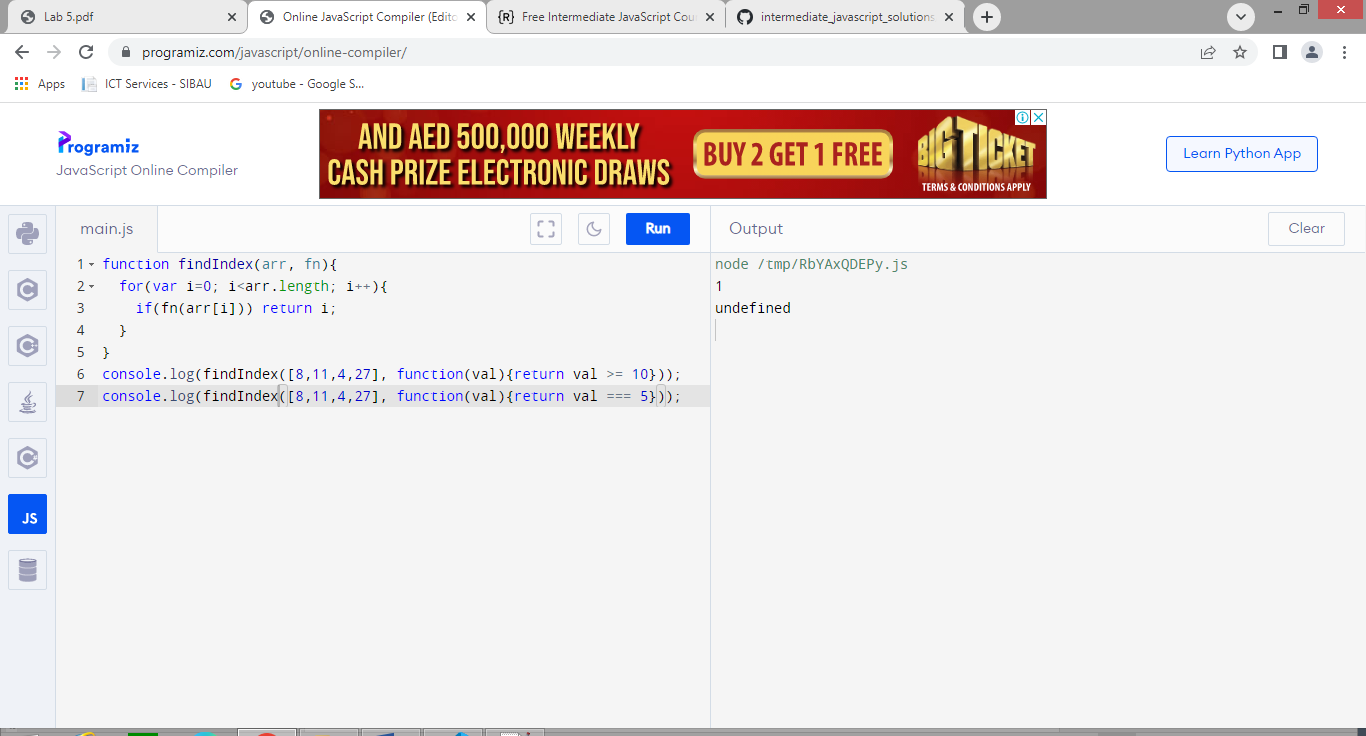 Lab 5.pdf
Online JavaScript Compiler (Edito
{R} Free Intermediate JavaScript Cou
intermediate_javascript_solutions
programiz.com/javascript/online-compiler/
Apps
ICT Services - SIBAU
youtube - Google S...
Programiz
JavaScript Online Compiler
AND AED 500,000 WEEKLY
CASH PRIZE ELECTRONIC DRAWS
BUY 2 GET 1 FREE
BIG TICKET
TERMS & CONDITIONS APPLY
Learn Python App
main.js
Run
Output
Clear
1 function findIndex(arr, fn){
2 for(var i=0; i<arr.length; i++){
3 if(fn(arr[i])) return i;
4 }
5 }
6 console.log(findIndex([8,11,4,27], function(val){return val >= 10}));
7 console.log(findIndex([8,11,4,27], function(val){return val === 5}));
node /tmp/RbYAxQDEPy.js
1
undefined
JS